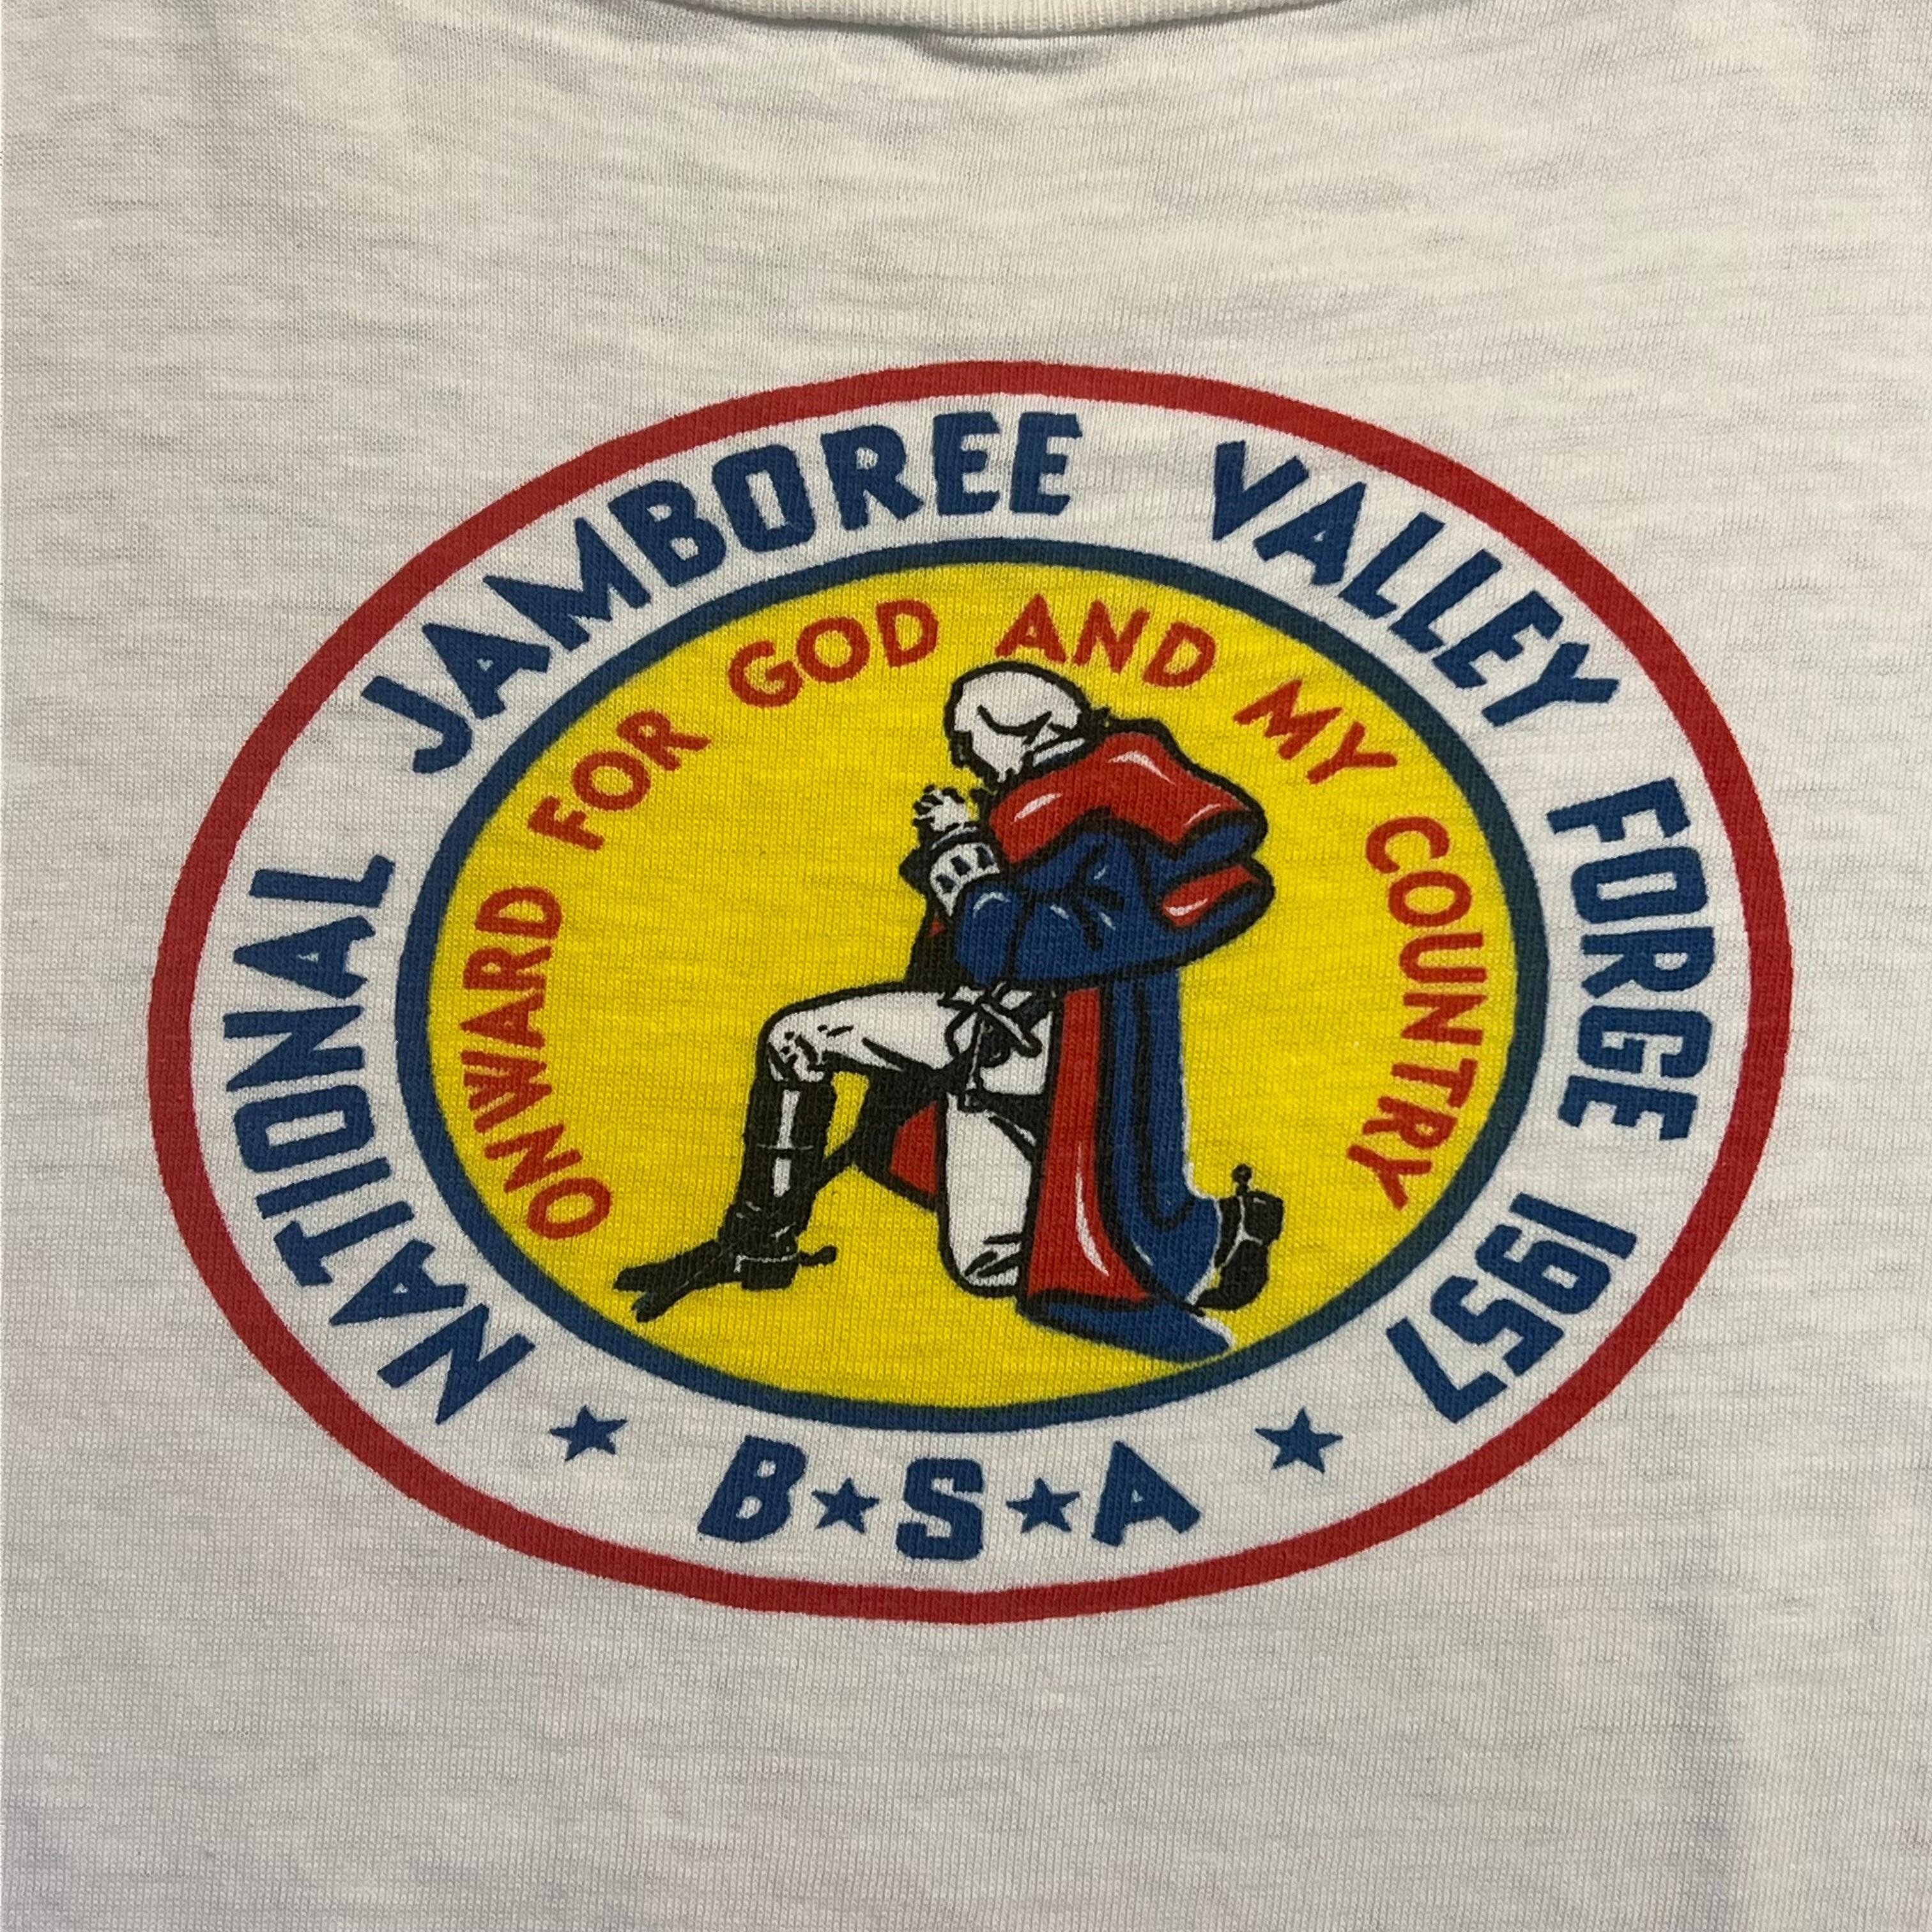 NATIONAL JAMBOREE VALLEY FORGE 1957
ONWARD FOR GOD AND MY COUNTRY
★ B★S★A ★